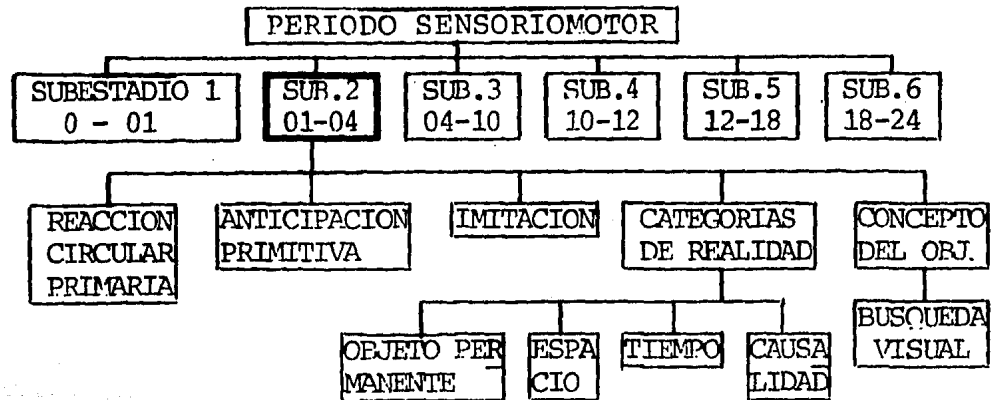 PERIODO SENSORIOMOTOR
SUBESTADIO 1
0 - 01
SUB.2
01-04
SUB.3
04-10
SUB.4
10-12
SUB.5
12-18
SUB.6
18-24
REACCION
CIRCULAR
PRIMARIA
ANTICIPACION
PRIMITIVA
IMITACION
CATEGORIAS
DE REALIDAD
CONCEPTO
DEL OBJ.
OBJETO PER
MANENTE
ESPA
CIO
TIEMPO
CAUSA
LIDAD
BUSQUEDA
VISUAL